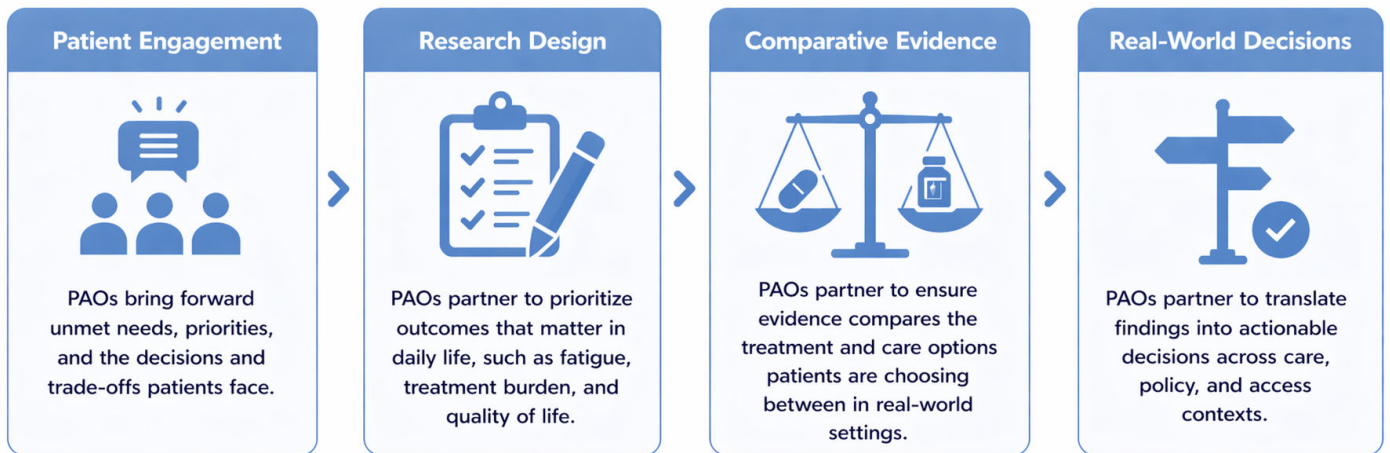 Patient Engagement
PAOs bring forward
unmet needs, priorities,
and the decisions and
trade-offs patients face.
Research Design
PAOs partner to prioritize
outcomes that matter in
daily life, such as fatigue,
treatment burden, and
quality of life.
Comparative Evidence
PAOs partner to ensure
evidence compares the
treatment and care options
patients are choosing
between in real-world
settings.
Real-World Decisions
PAOs partner to translate
findings into actionable
decisions across care,
policy, and access
contexts.